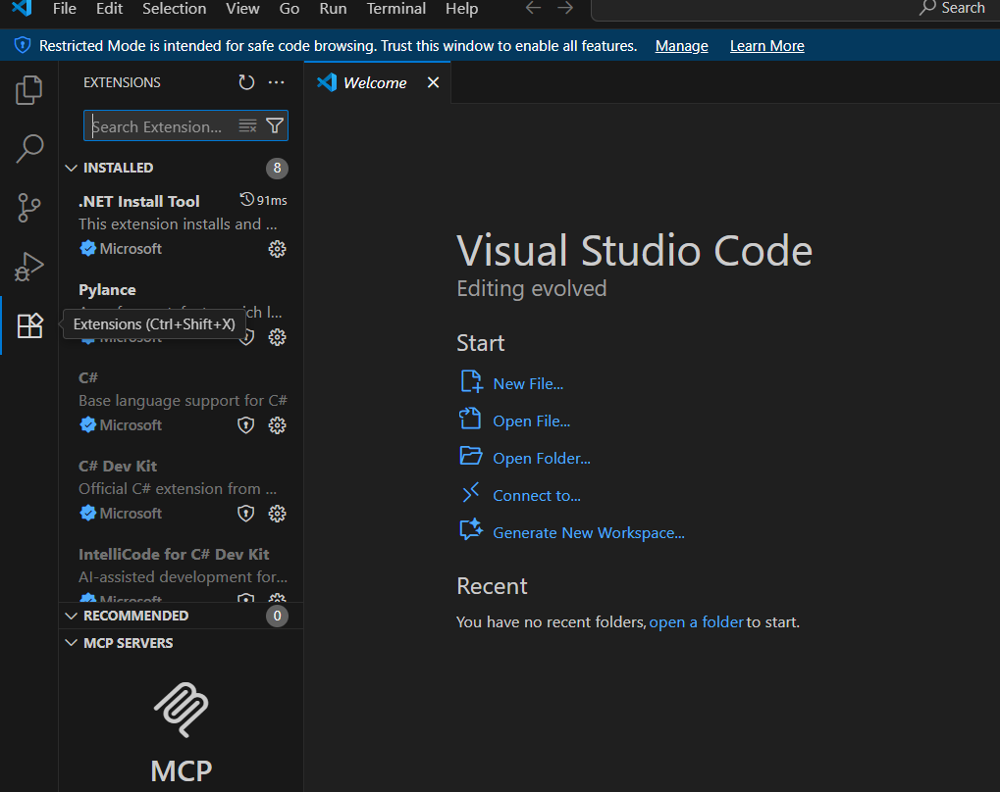 File Edit Selection View Go Run Terminal Help Search
Restricted Mode is intended for safe code browsing. Trust this window to enable all features. Manage Learn More
EXTENSIONS
Welcome
Search Extension...
INSTALLED 8
.NET Install Tool 91ms
This extension installs and ...
Microsoft
Pylance
ch l...
Extensions (Ctrl+Shift+X)
Microsoft
C#
Base language support for C#
Microsoft
C# Dev Kit
Official C# extension from ...
Microsoft
IntelliCode for C# Dev Kit
AI-assisted development for...
Microsoft
RECOMMENDED 0
MCP SERVERS
MCP
Visual Studio Code
Editing evolved
Start
New File...
Open File...
Open Folder...
Connect to...
Generate New Workspace...
Recent
You have no recent folders, open a folder to start.